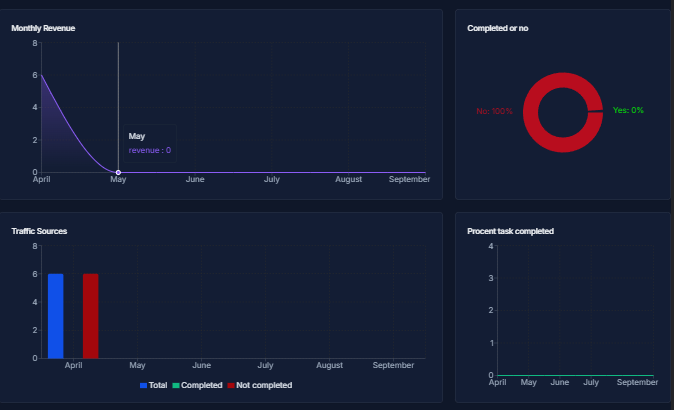 Monthly Revenue
8
6
4
2
0
April May June July August September
May
revenue : 0
Completed or no
No: 100%
Yes: 0%
Traffic Sources
8
6
4
2
0
April May June July August September
Total Completed Not completed
Procent task completed
4
3
2
1
0
April May June July September